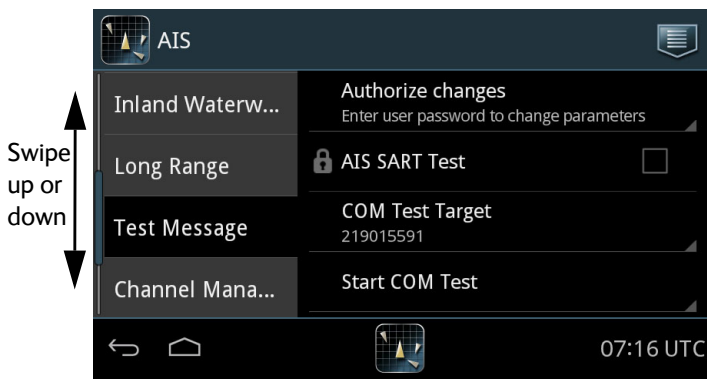 AIS
Swipe
up or
down
Inland Waterw...
Long Range
Test Message
Channel Mana...
Authorize changes
Enter user password to change parameters
AIS SART Test
COM Test Target
219015591
Start COM Test
07:16 UTC